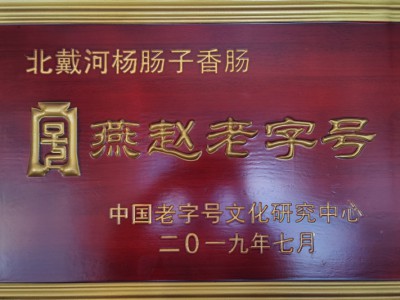 北戴河杨肠子香肠
燕赵老字号
中国老字号文化研究中心
二0一九年七月